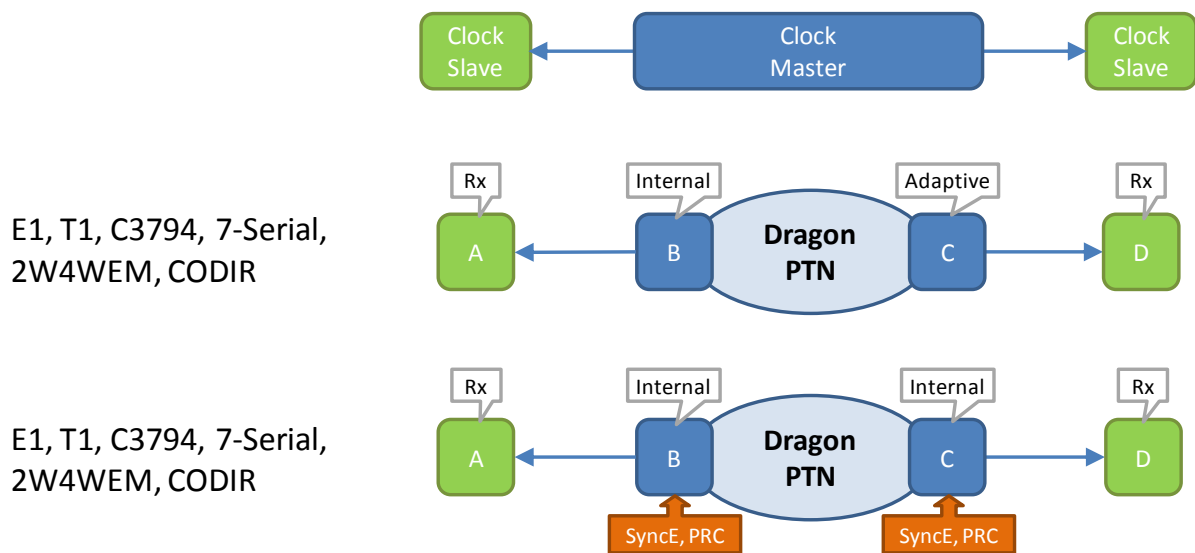 Clock
Slave
Clock
Master
Clock
Slave
Rx
Internal
Adaptive
Rx
E1, T1, C3794, 7-Serial,
2W4WEM, CODIR
A
B
Dragon
PTN
C
D
Rx
Internal
Internal
Rx
E1, T1, C3794, 7-Serial,
2W4WEM, CODIR
A
B
Dragon
PTN
C
D
SyncE, PRC
SyncE, PRC